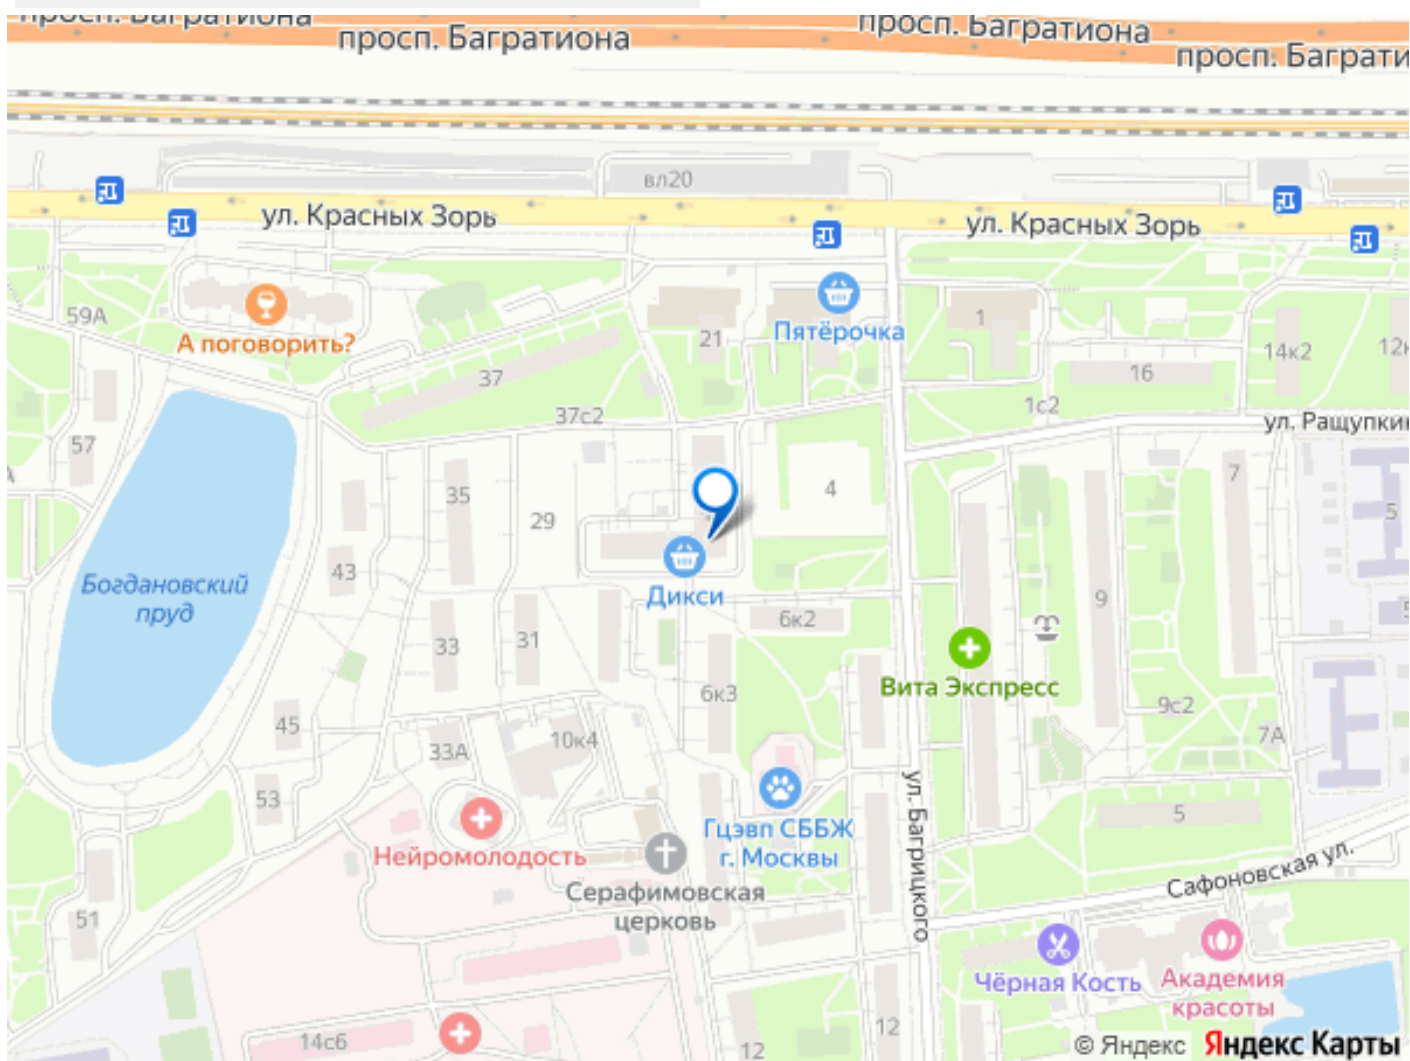 просп. Багратиона
просп. Багратиона
просп. Багратиона
просп. Баграти
вл20
ул. Красных Зорь
ул. Красных Зорь
59А
А поговорить?
21
Пятёрочка
1
14к2
12к
37
16
37с2
1с2
ул. Ращупкин
57
35
4
7
29
5
43
Богдановский
пруд
Дикси
6к2
9
33
31
Вита Экспресс
6к3
9с2
45
33А
10к4
7А
53
5
Гцэвп СББЖ
г. Москвы
ул. Багрицкого
Нейромолодость
Сафоновская ул.
Серафимовская
церковь
51
Чёрная Кость
Академия
красоты
14с6
12
12
© Яндекс Яндекс Карты